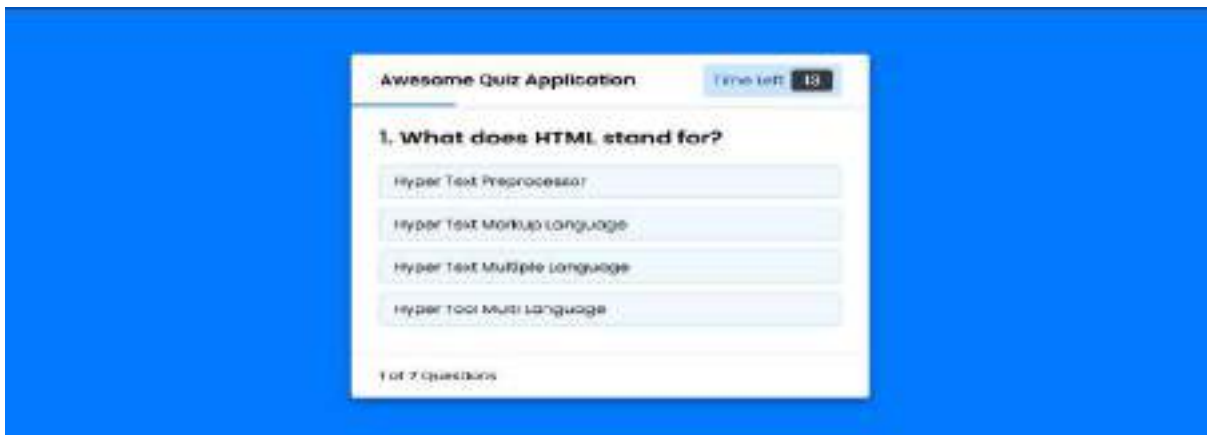 Awesome Quiz Application
Time Left 13
1. What does HTML stand for?
Hyper Text Preprocessor
Hyper Text Markup Language
Hyper Text Multiple Language
Hyper Tool Multi Language
1 of 7 Questions